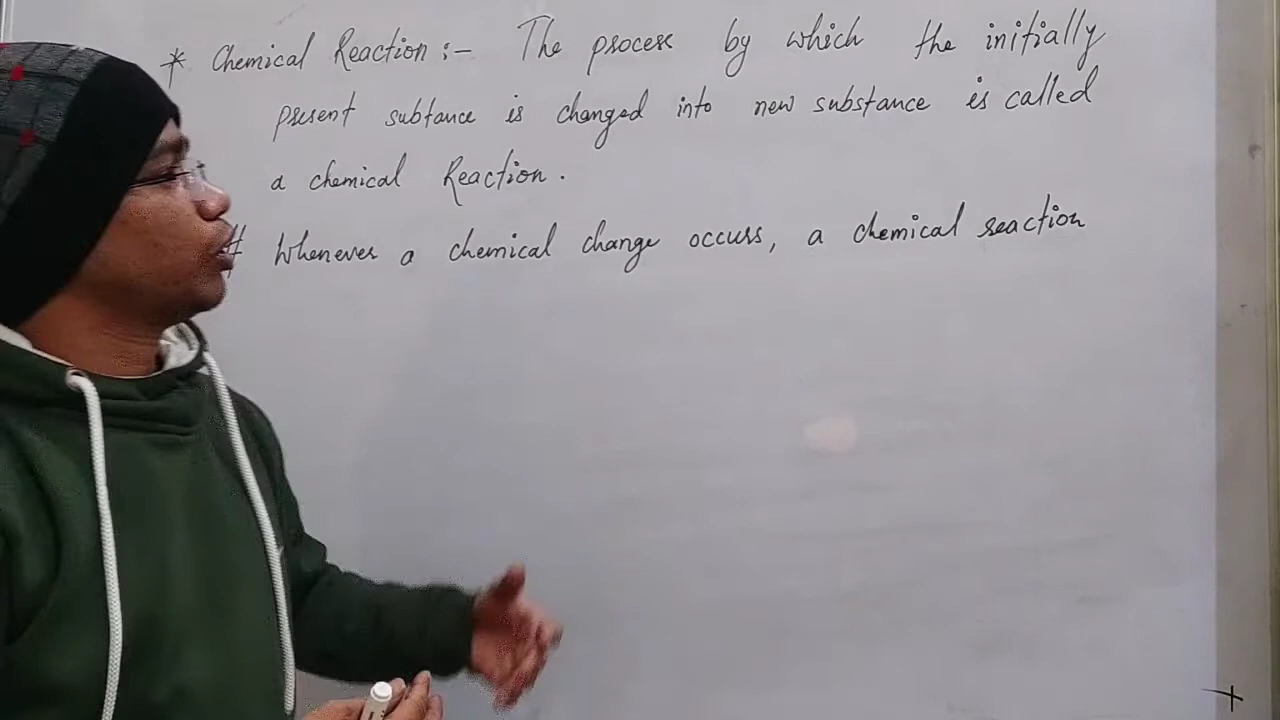 * Chemical Reaction :- The process by which the initially
present subtance is changed into new substance is called
a chemical Reaction.
# Whenever a chemical change occurs, a chemical reaction
+